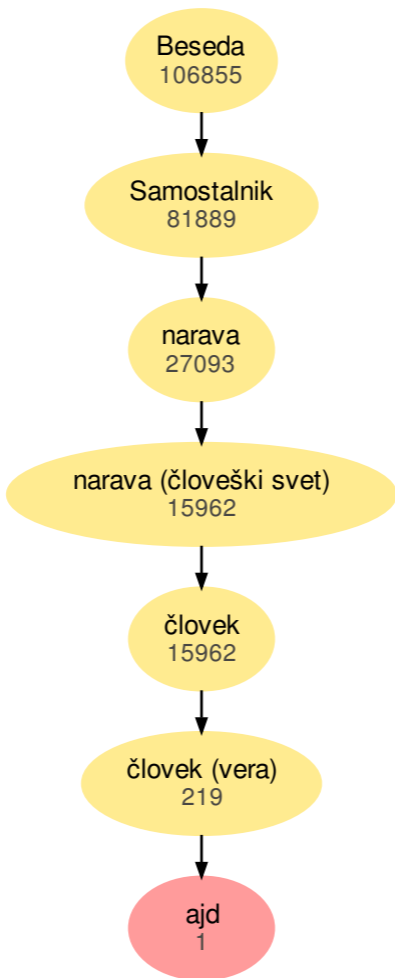 Beseda
106855
Samostalnik
81889
narava
27093
narava (človeški svet)
15962
človek
15962
človek (vera)
219
ajd
1